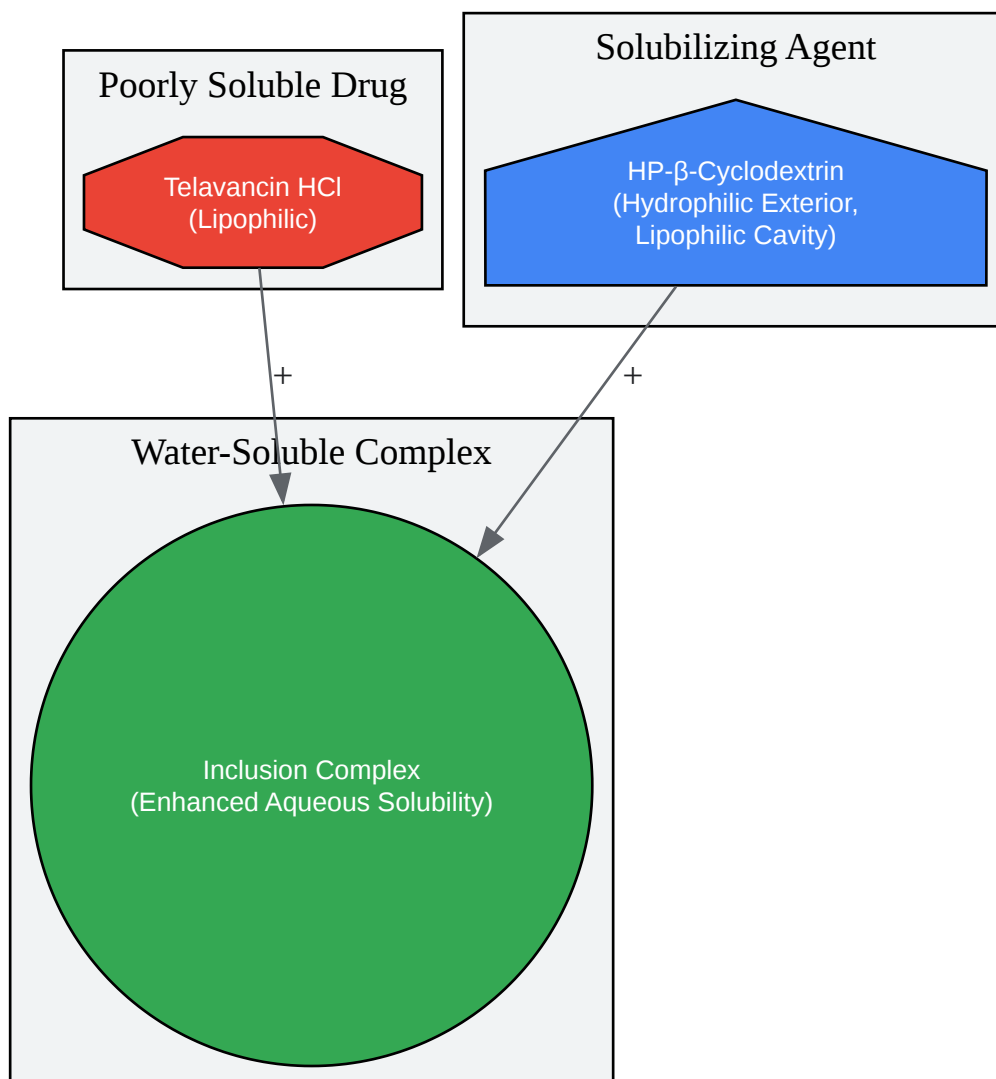 Poorly Soluble Drug
Telavancin HCl
(Lipophilic)
Solubilizing Agent
HP-β-Cyclodextrin
(Hydrophilic Exterior,
Lipophilic Cavity)
+
+
Water-Soluble Complex
Inclusion Complex
(Enhanced Aqueous Solubility)